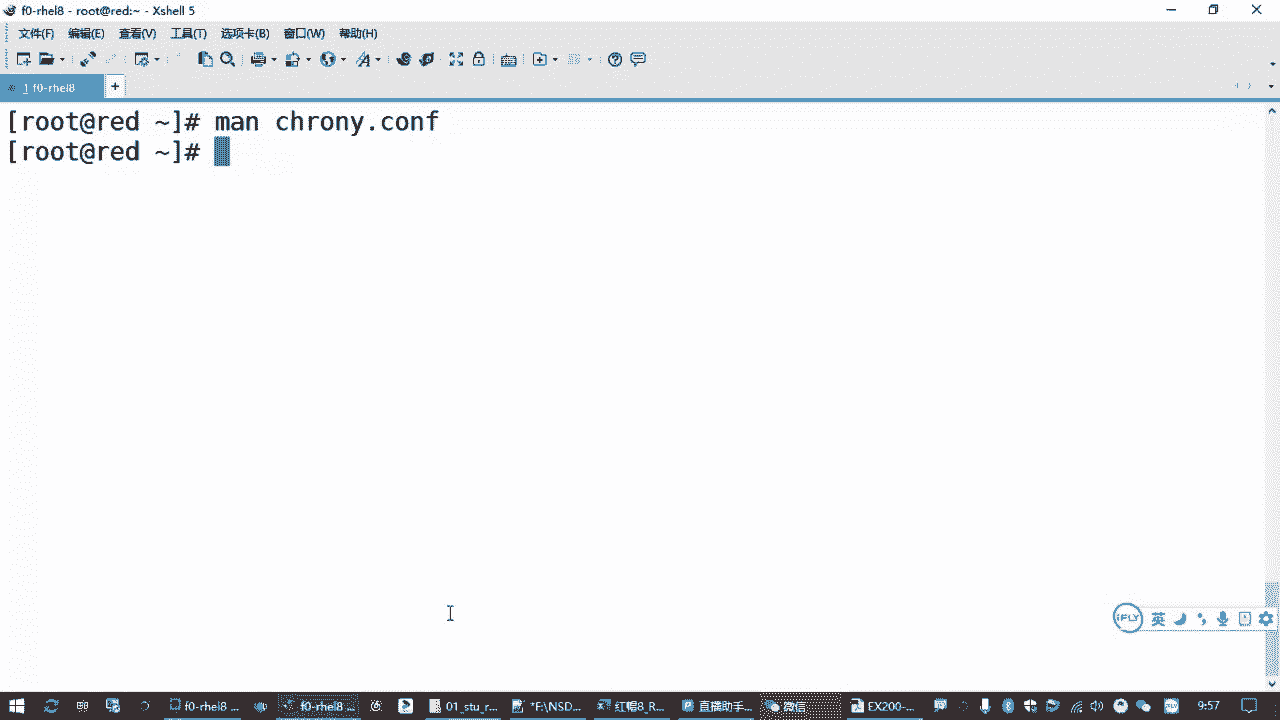 f0-rhel8 - root@red:~ - Xshell 5
文件(F) 编辑(E) 查看(V) 工具(T) 选项卡(B) 窗口(W) 帮助(H)
1 f0-rhel8
[root@red ~]# man chrony.conf
[root@red ~]#
iFLY 英
f0-rhel8 ... f0-rhel8 ... 01_stu_r... *F:\NSD... 红帽8_R... 直播助手... 微信 EX200-... 9:57